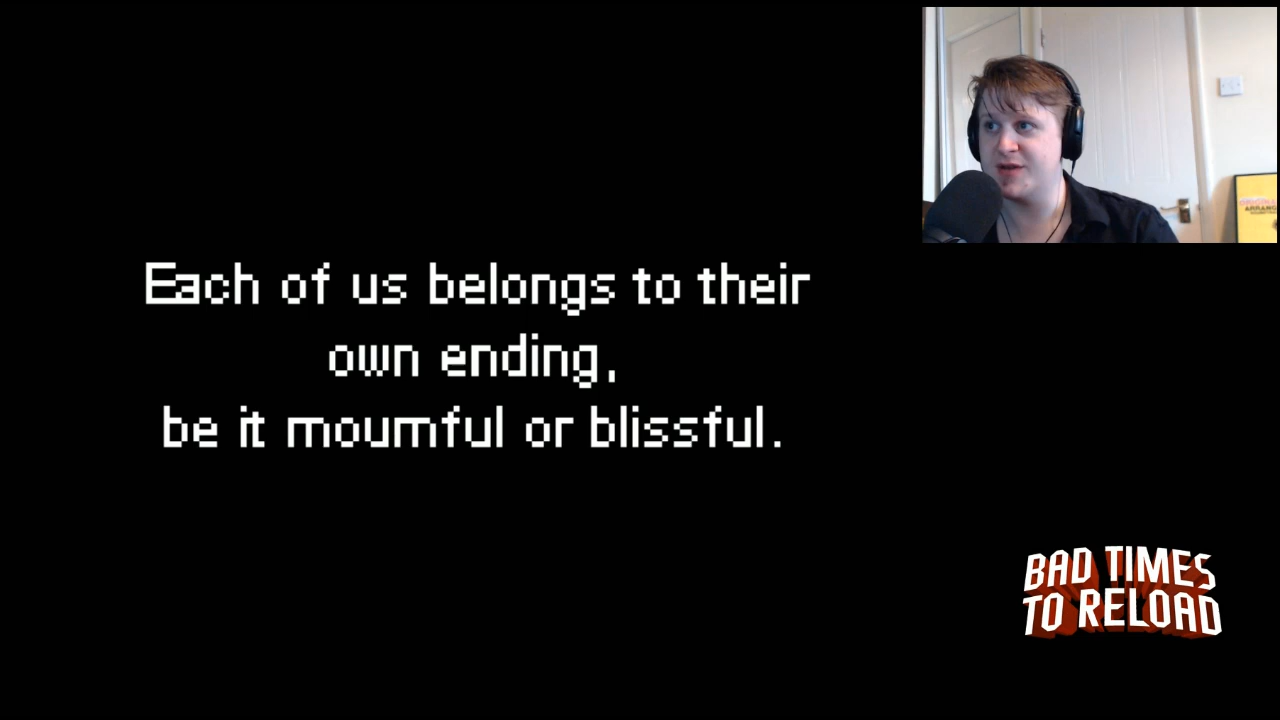 Each of us belongs to their
own ending,
be it mournful or blissful.
BAD TIMES
TO RELOAD